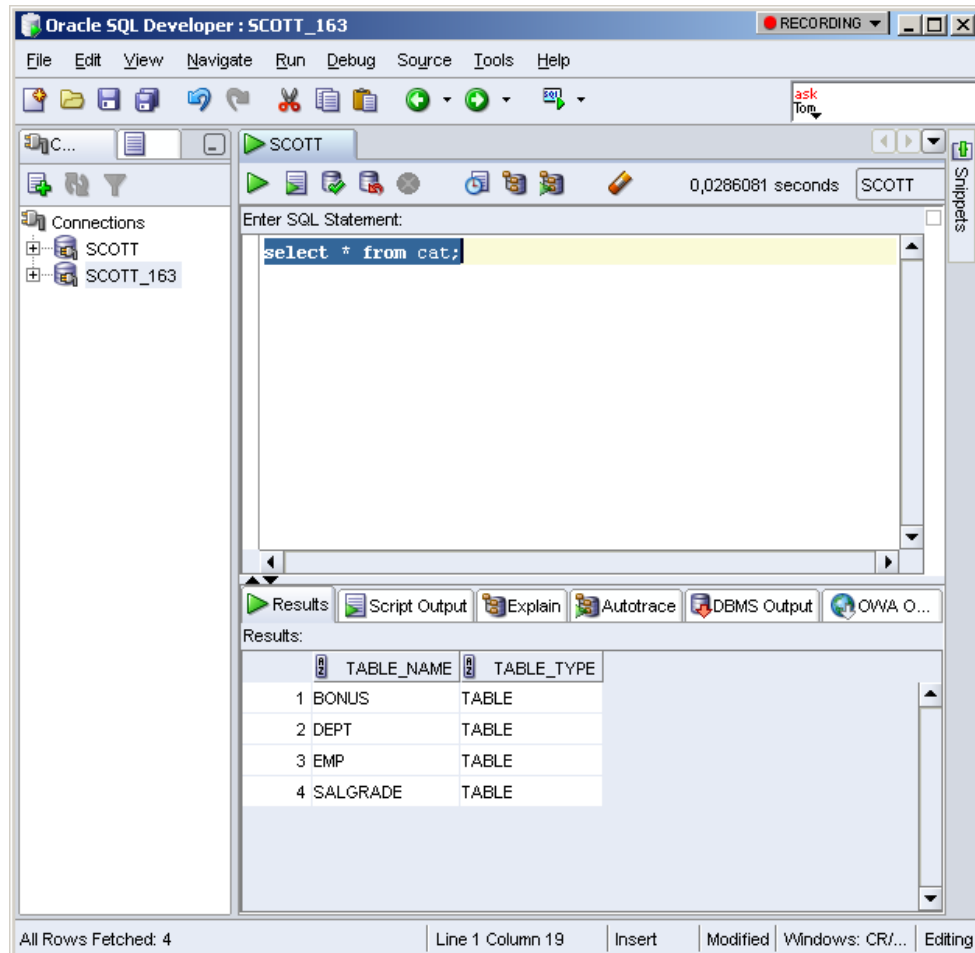 Oracle SQL Developer : SCOTT_163
RECORDING
File Edit View Navigate Run Debug Source Tools Help
ask
Tom
C...
SCOTT
0,0286081 seconds SCOTT
Snippets
Connections
SCOTT
SCOTT_163
Enter SQL Statement:
select * from cat;
Results Script Output Explain Autotrace DBMS Output OWA O...
Results:
TABLE_NAME TABLE_TYPE
1 BONUS TABLE
2 DEPT TABLE
3 EMP TABLE
4 SALGRADE TABLE
All Rows Fetched: 4 Line 1 Column 19 Insert Modified Windows: CR/... Editing